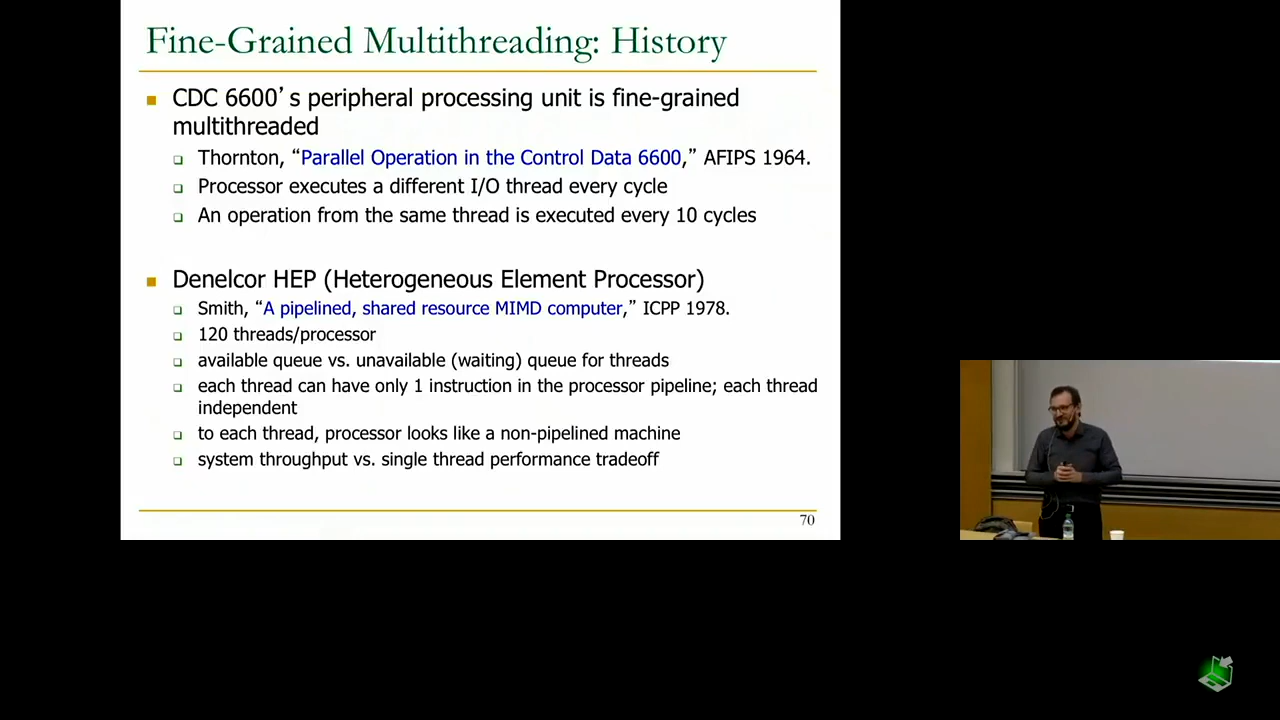 Fine-Grained Multithreading: History
CDC 6600's peripheral processing unit is fine-grained
multithreaded
Thornton, “Parallel Operation in the Control Data 6600,” AFIPS 1964.
Processor executes a different I/O thread every cycle
An operation from the same thread is executed every 10 cycles
Denelcor HEP (Heterogeneous Element Processor)
Smith, “A pipelined, shared resource MIMD computer,” ICPP 1978.
120 threads/processor
available queue vs. unavailable (waiting) queue for threads
each thread can have only 1 instruction in the processor pipeline; each thread
independent
to each thread, processor looks like a non-pipelined machine
system throughput vs. single thread performance tradeoff
70